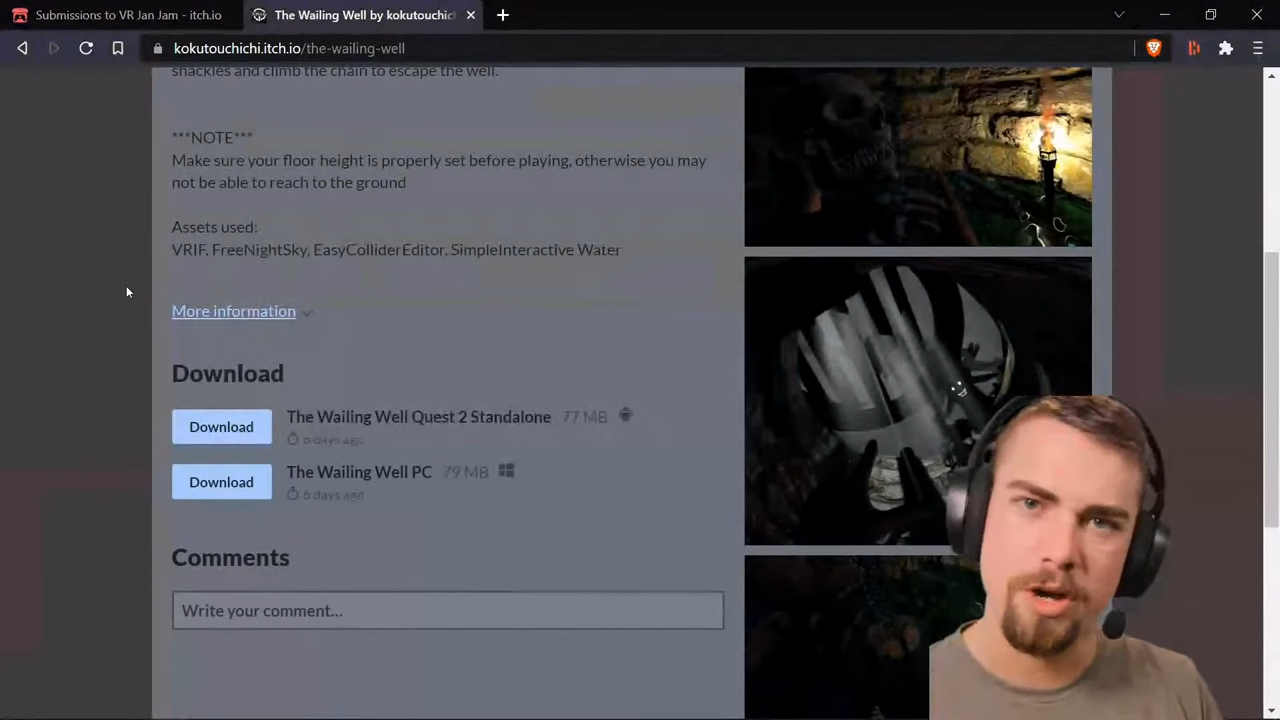 Submissions to VR Jan Jam - itch.io
The Wailing Well by kokutouchichi
kokutouchichi.itch.io/the-wailing-well
shackles and climb the chain to escape the well.
***NOTE***
Make sure your floor height is properly set before playing, otherwise you may
not be able to reach to the ground
Assets used:
VRIF, FreeNightSky, EasyColliderEditor, SimpleInteractive Water
More information
Download
Download The Wailing Well Quest 2 Standalone 77 MB
6 days ago
Download The Wailing Well PC 79 MB
6 days ago
Comments
Write your comment...